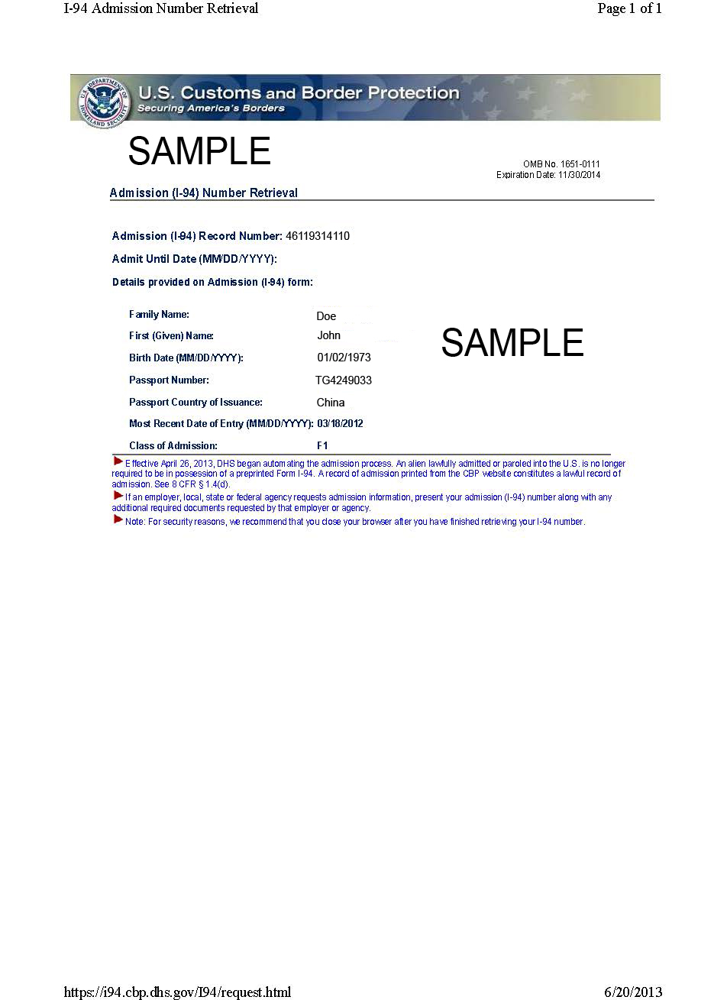 I-94 Admission Number Retrieval
Page 1 of 1
U.S. Customs and Border Protection
Securing America's Borders
SAMPLE
OMB No. 1651-0111
Expiration Date: 11/30/2014
Admission (I-94) Number Retrieval
Admission (I-94) Record Number: 46119314110
Admit Until Date (MM/DD/YYYY):
Details provided on Admission (I-94) form:
Family Name: Doe
First (Given) Name: John
SAMPLE
Birth Date (MM/DD/YYYY): 01/02/1973
Passport Number: TG4249033
Passport Country of Issuance: China
Most Recent Date of Entry (MM/DD/YYYY): 03/18/2012
Class of Admission: F1
Effective April 26, 2013, DHS began automating the admission process. An alien lawfully admitted or paroled into the U.S. is no longer
required to be in possession of a preprinted Form I-94. A record of admission printed from the CBP website constitutes a lawful record of
admission. See 8 CFR § 1.4(d).
If an employer, local, state or federal agency requests admission information, present your admission (I-94) number along with any
additional required documents requested by that employer or agency.
Note: For security reasons, we recommend that you close your browser after you have finished retrieving your I-94 number.
https://i94.cbp.dhs.gov/I94/request.html
6/20/2013